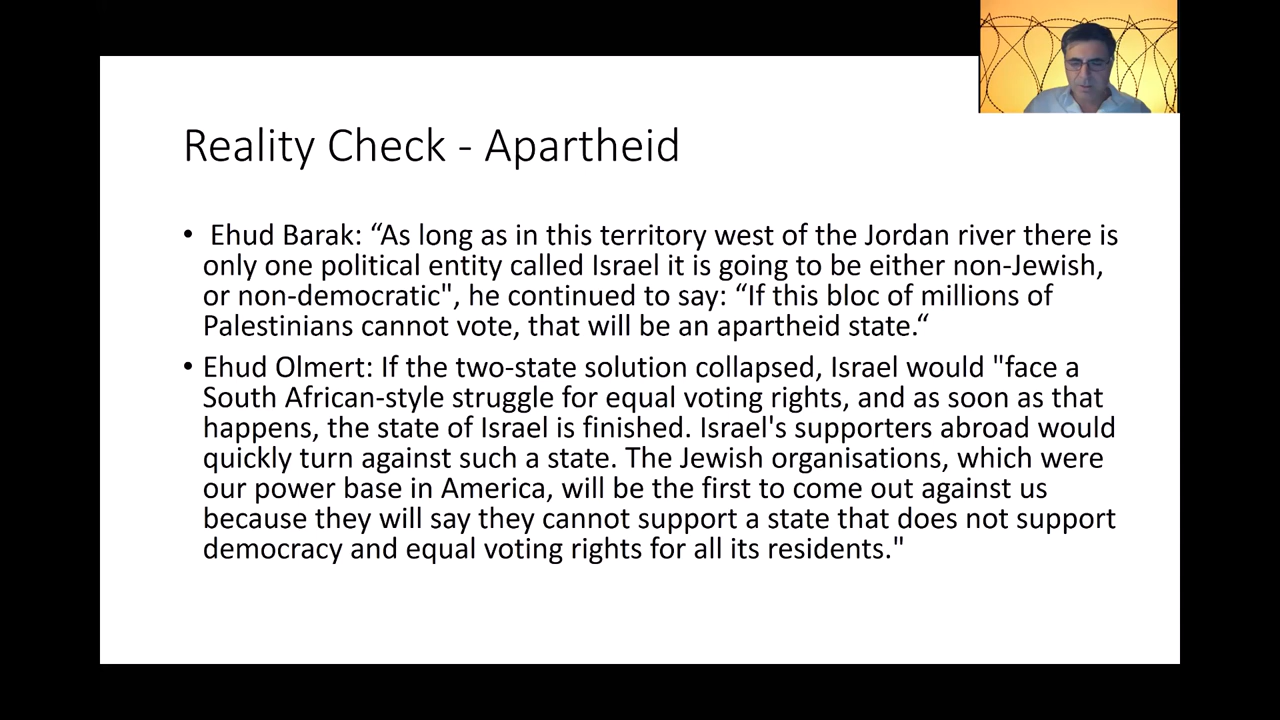 Reality Check - Apartheid
• Ehud Barak: “As long as in this territory west of the Jordan river there is
only one political entity called Israel it is going to be either non-Jewish,
or non-democratic", he continued to say: “If this bloc of millions of
Palestinians cannot vote, that will be an apartheid state.“
• Ehud Olmert: If the two-state solution collapsed, Israel would "face a
South African-style struggle for equal voting rights, and as soon as that
happens, the state of Israel is finished. Israel's supporters abroad would
quickly turn against such a state. The Jewish organisations, which were
our power base in America, will be the first to come out against us
because they will say they cannot support a state that does not support
democracy and equal voting rights for all its residents."